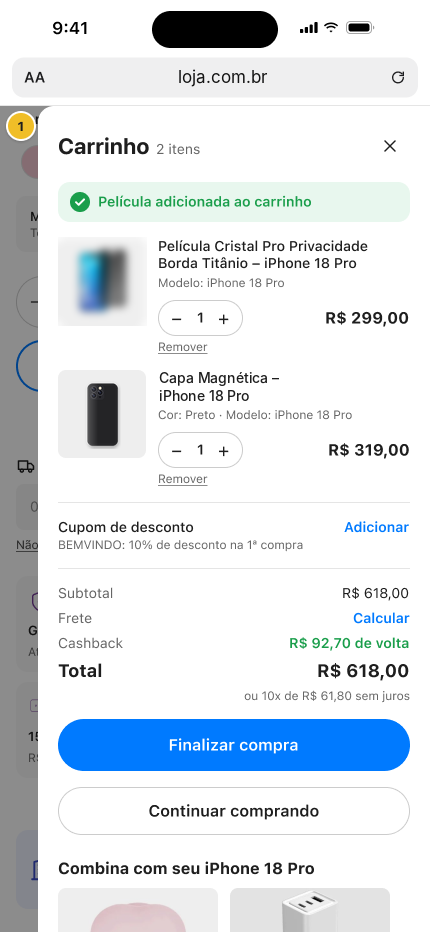 9:41
AA
loja.com.br
1
Carrinho 2 itens
Película adicionada ao carrinho
Película Cristal Pro Privacidade
Borda Titânio – iPhone 18 Pro
Modelo: iPhone 18 Pro
− 1 +
R$ 299,00
Remover
Capa Magnética –
iPhone 18 Pro
Cor: Preto · Modelo: iPhone 18 Pro
− 1 +
R$ 319,00
Remover
Não
Cupom de desconto
Adicionar
BEMVINDO: 10% de desconto na 1ª compra
Subtotal
R$ 618,00
Frete
Calcular
Cashback
R$ 92,70 de volta
Total
R$ 618,00
ou 10x de R$ 61,80 sem juros
Finalizar compra
Continuar comprando
Combina com seu iPhone 18 Pro